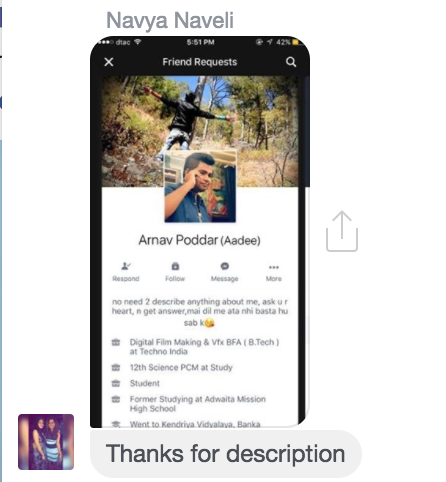 Navya Naveli
dtac 5:51 PM 42%
Friend Requests
Arnav Poddar (Aadee)
Respond Follow Message More
no need 2 describe anything about me, ask u r
heart, n get answer,mai dil me ata nhi basta hu
sab k😘
Digital Film Making & Vfx BFA ( B.Tech )
at Techno India
12th Science PCM at Study
Student
Former Studying at Adwaita Mission
High School
Went to Kendriya Vidyalaya, Banka
Thanks for description